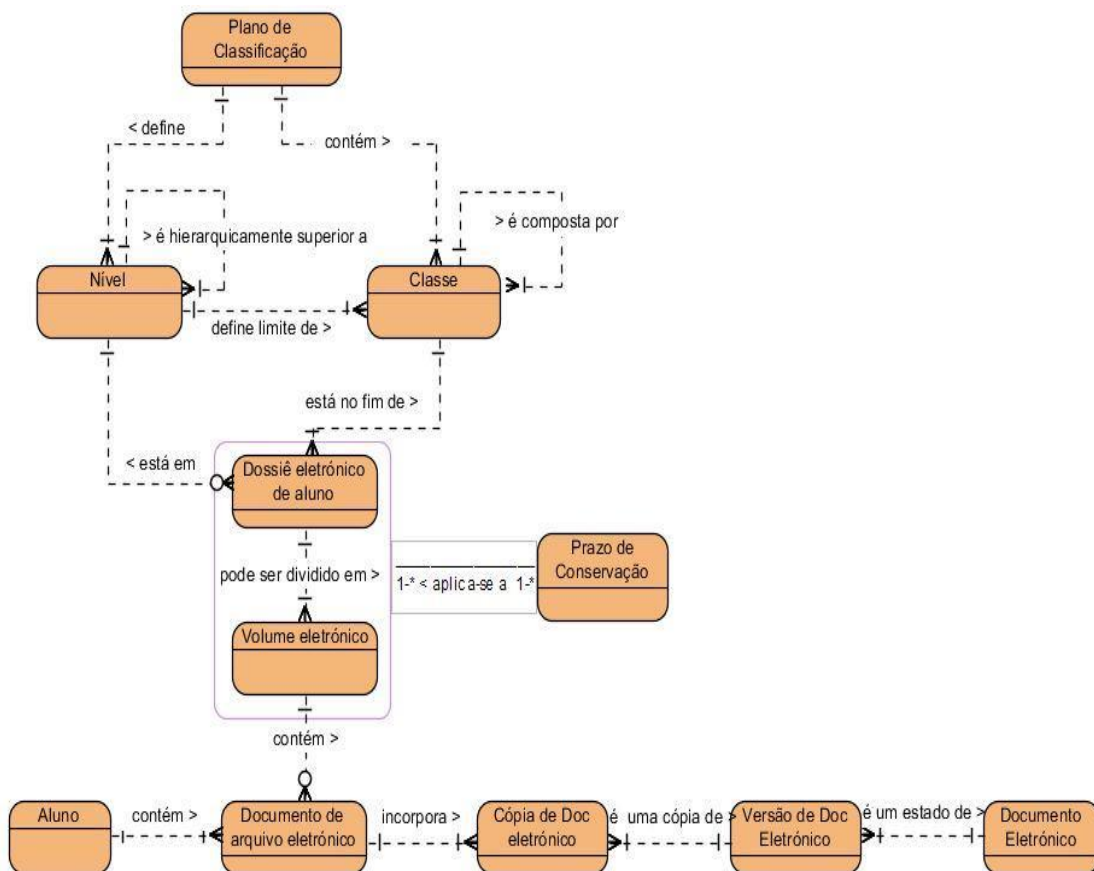 Plano de
Classificação
< define
contém >
> é hierarquicamente superior a
> é composta por
Nível
Classe
define limite de >
está no fim de >
< está em
Dossiê eletrónico
de aluno
Prazo de
Conservação
pode ser dividido em >
1-* < aplica-se a 1-*
Volume eletrónico
contém >
Aluno
contém >
Documento de
arquivo eletrónico
incorpora >
Cópia de Doc
eletrónico
é uma cópia de >
Versão de Doc
Eletrónico
é um estado de >
Documento
Eletrónico